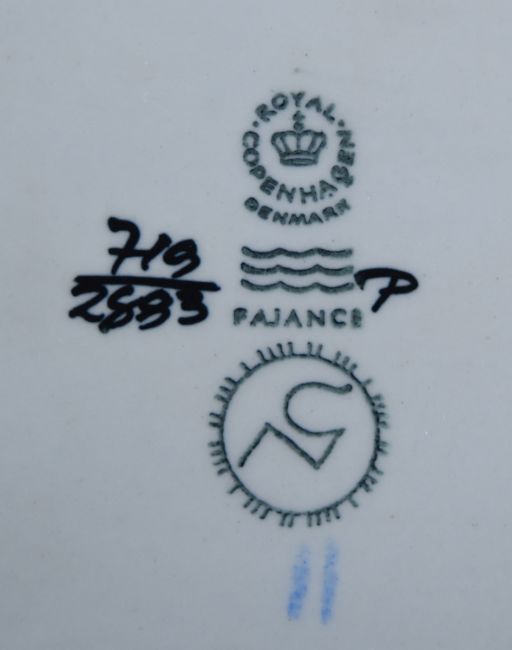 ROYAL
COPENHAGEN
DENMARK
719
2883 P
FAJANCE